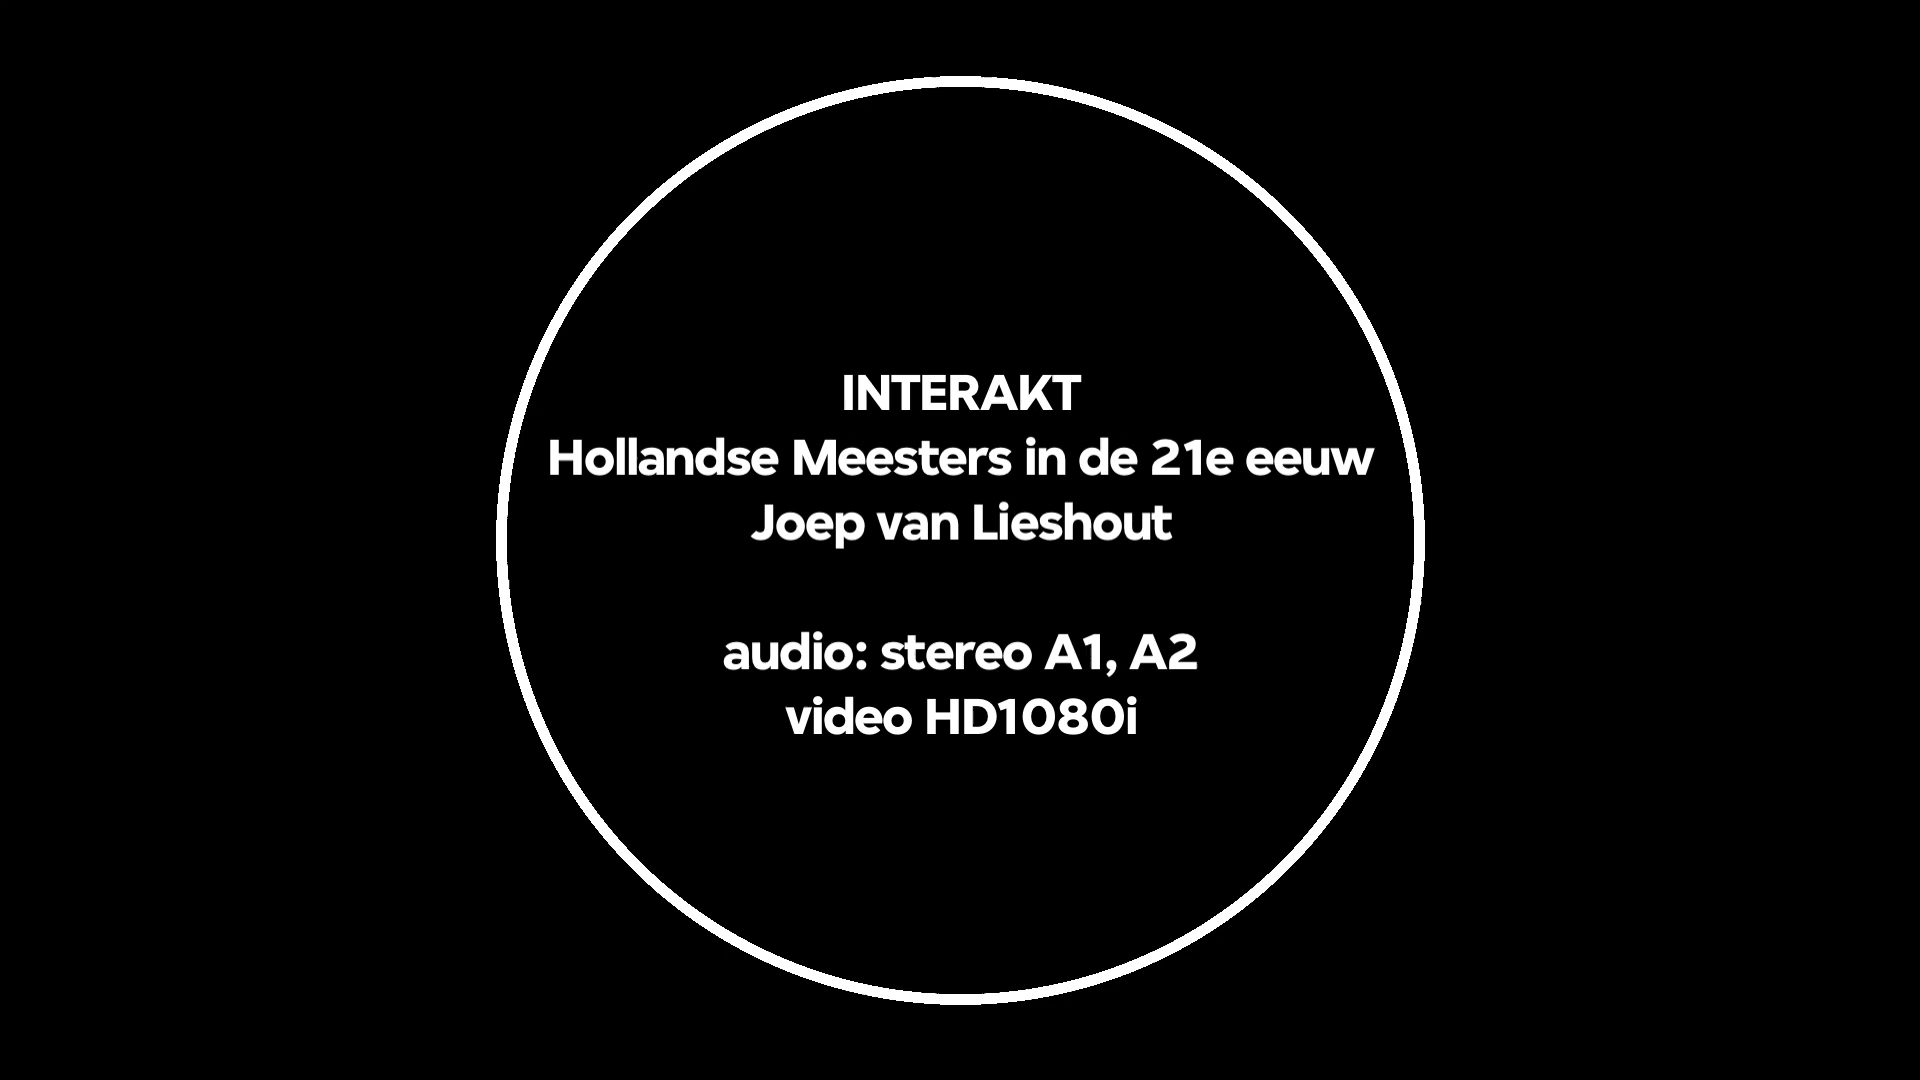 INTERAKT
Hollandse Meesters in de 21e eeuw
Joep van Lieshout
audio: stereo A1, A2
video HD1080i